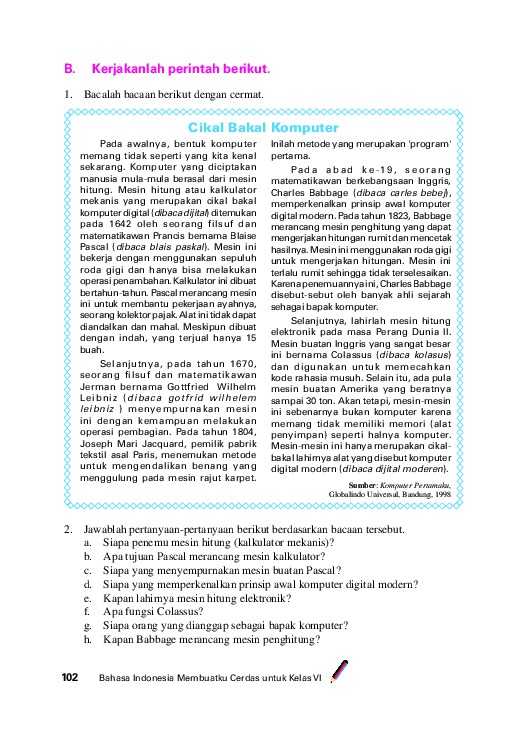 B. Kerjakanlah perintah berikut.
1. Bacalah bacaan berikut dengan cermat.
Cikal Bakal Komputer
Pada awalnya, bentuk komputer
memang tidak seperti yang kita kenal
sekarang. Komputer yang diciptakan
manusia mula-mula berasal dari mesin
hitung. Mesin hitung atau kalkulator
mekanis yang merupakan cikal bakal
komputer digital (dibaca dijital) ditemukan
pada 1642 oleh seorang filsuf dan
matematikawan Prancis bernama Blaise
Pascal (dibaca blais paskal). Mesin ini
bekerja dengan menggunakan sepuluh
roda gigi dan hanya bisa melakukan
operasi penambahan. Kalkulator ini dibuat
bertahun-tahun. Pascal merancang mesin
ini untuk membantu pekerjaan ayahnya,
seorang kolektor pajak. Alat ini tidak dapat
diandalkan dan mahal. Meskipun dibuat
dengan indah, yang terjual hanya 15
buah.
Selanjutnya, pada tahun 1670,
seorang filsuf dan matematikawan
Jerman bernama Gottfried Wilhelm
Leibniz (dibaca gotfrid wilhelem
leibniz ) menyempurnakan mesin
ini dengan kemampuan melakukan
operasi pembagian. Pada tahun 1804,
Joseph Mari Jacquard, pemilik pabrik
tekstil asal Paris, menemukan metode
untuk mengendalikan benang yang
menggulung pada mesin rajut karpet.
Inilah metode yang merupakan 'program'
pertama.
Pada abad ke-19, seorang
matematikawan berkebangsaan Inggris,
Charles Babbage (dibaca carles bebej),
memperkenalkan prinsip awal komputer
digital modern. Pada tahun 1823, Babbage
merancang mesin penghitung yang dapat
mengerjakan hitungan rumit dan mencetak
hasilnya. Mesin ini menggunakan roda gigi
untuk mengerjakan hitungan. Mesin ini
terlalu rumit sehingga tidak terselesaikan.
Karena penemuannya ini, Charles Babbage
disebut-sebut oleh banyak ahli sejarah
sehagai bapak komputer.
Selanjutnya, lahirlah mesin hitung
elektronik pada masa Perang Dunia II.
Mesin buatan Inggris yang sangat besar
ini bernama Colassus (dibaca kolasus)
dan digunakan untuk memecahkan
kode rahasia musuh. Selain itu, ada pula
mesin buatan Amerika yang beratnya
sampai 30 ton. Akan tetapi, mesin-mesin
ini sebenarnya bukan komputer karena
memang tidak memiliki memori (alat
penyimpan) seperti halnya komputer.
Mesin-mesin ini hanya merupakan cikal-
bakal lahirnya alat yang disebut komputer
digital modern (dibaca dijital moderen).
Sumber: Komputer Pertamaku,
Globalindo Universal, Bandung, 1998
2. Jawablah pertanyaan-pertanyaan berikut berdasarkan bacaan tersebut.
a. Siapa penemu mesin hitung (kalkulator mekanis)?
b. Apa tujuan Pascal merancang mesin kalkulator?
c. Siapa yang menyempurnakan mesin buatan Pascal?
d. Siapa yang memperkenalkan prinsip awal komputer digital modern?
e. Kapan lahirnya mesin hitung elektronik?
f. Apa fungsi Colassus?
g. Siapa orang yang dianggap sebagai bapak komputer?
h. Kapan Babbage merancang mesin penghitung?
102 Bahasa Indonesia Membuatku Cerdas untuk Kelas VI